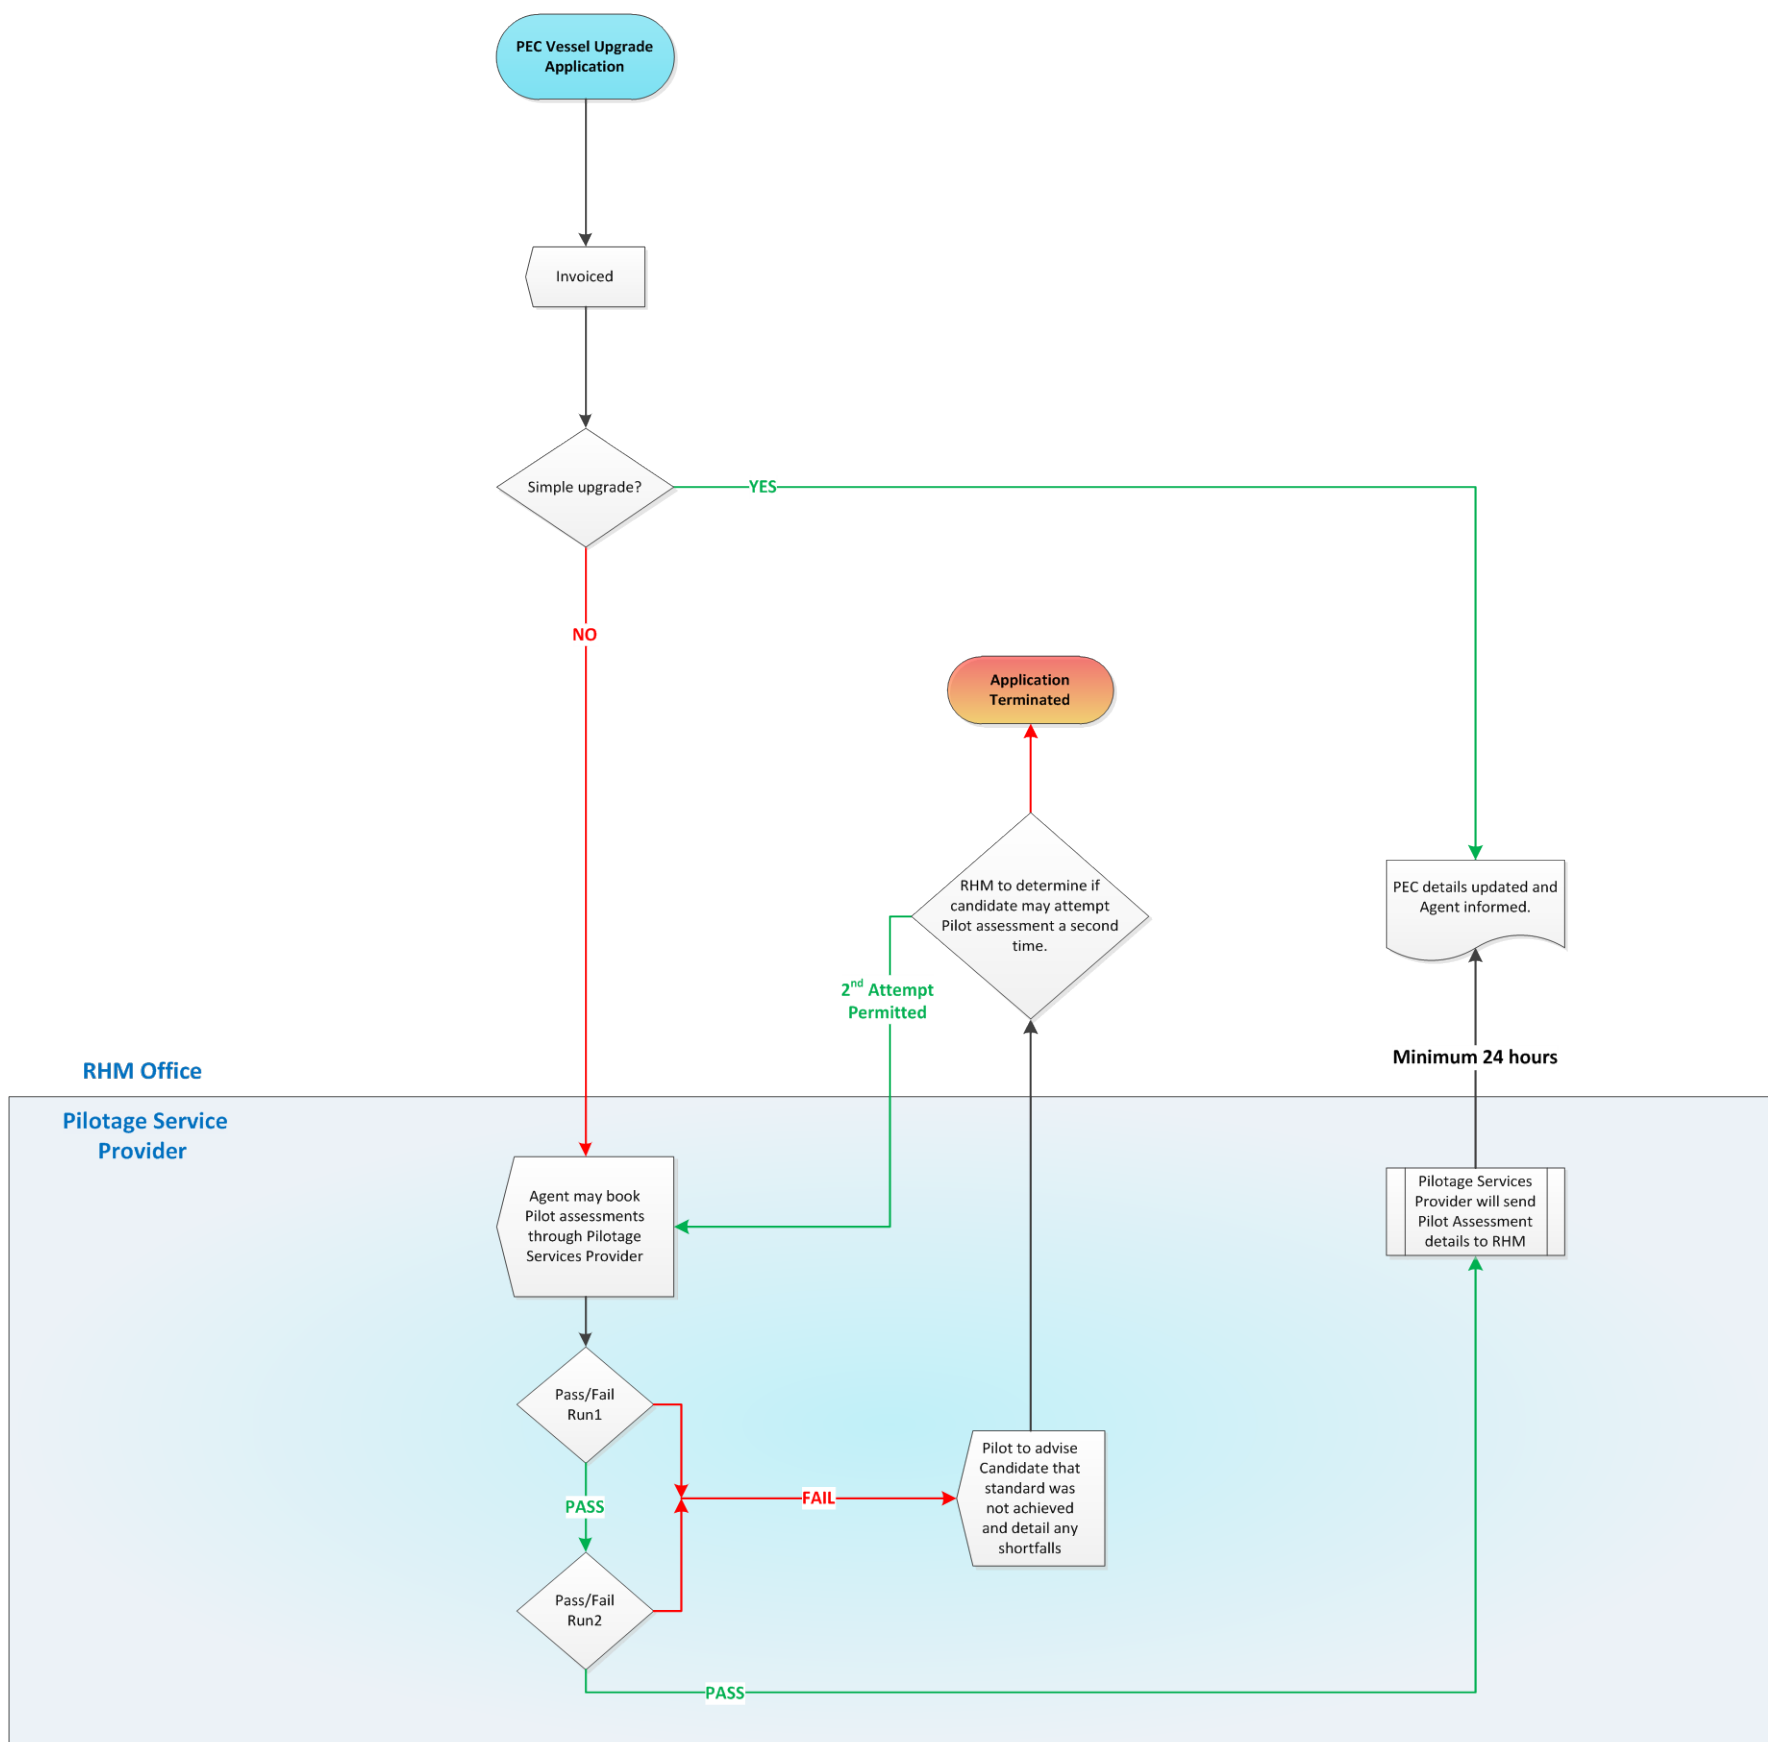 PEC Vessel Upgrade
Application
Invoiced
Simple upgrade?
YES
NO
Application
Terminated
RHM to determine if
candidate may attempt
Pilot assessment a second
time.
PEC details updated and
Agent informed.
2nd Attempt
Permitted
Minimum 24 hours
RHM Office
Pilotage Service
Provider
Agent may book
Pilot assessments
through Pilotage
Services Provider
Pilotage Services
Provider will send
Pilot Assessment
details to RHM
Pass/Fail
Run1
PASS
FAIL
Pilot to advise
Candidate that
standard was
not achieved
and detail any
shortfalls
Pass/Fail
Run2
PASS